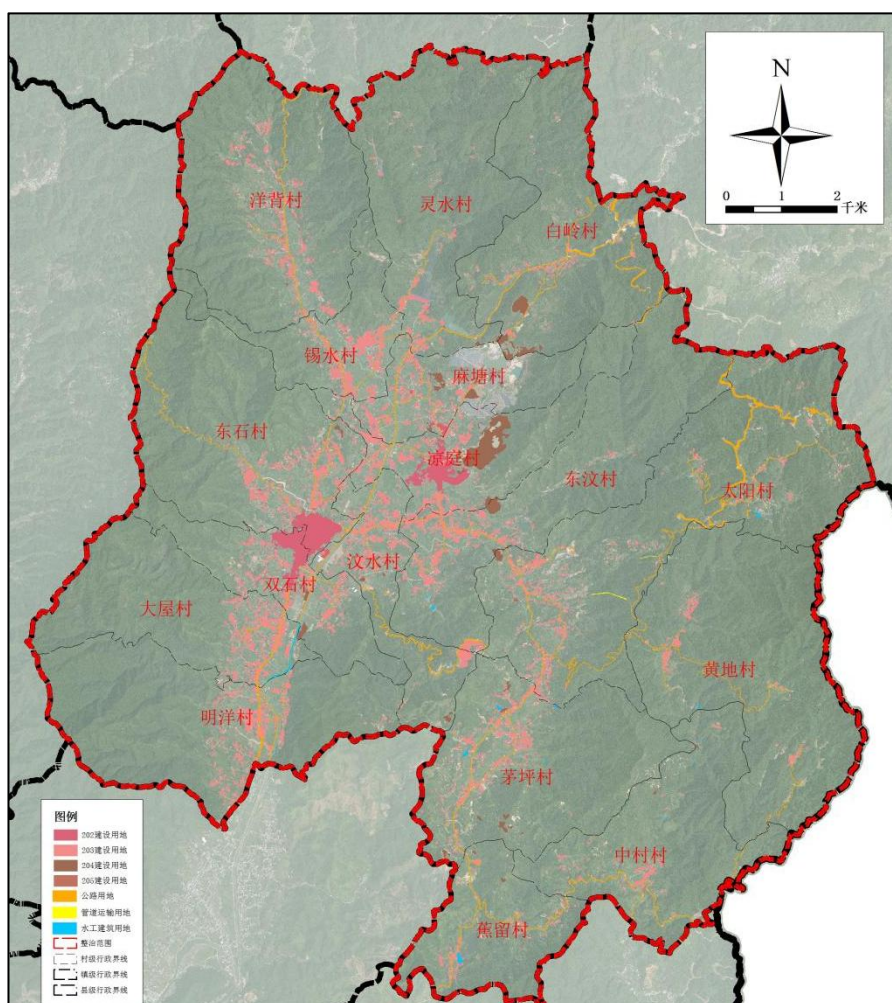 N
0 1 2
千米
洋背村
灵水村
白岭村
锡水村
麻塘村
东石村
凉庭村
东汶村
太阳村
汶水村
双石村
大屋村
黄地村
明洋村
茅坪村
中村村
蕉留村
图例
202建设用地
203建设用地
204建设用地
205建设用地
公路用地
管道运输用地
水工建筑用地
整治范围
村级行政界线
镇级行政界线
县级行政界线